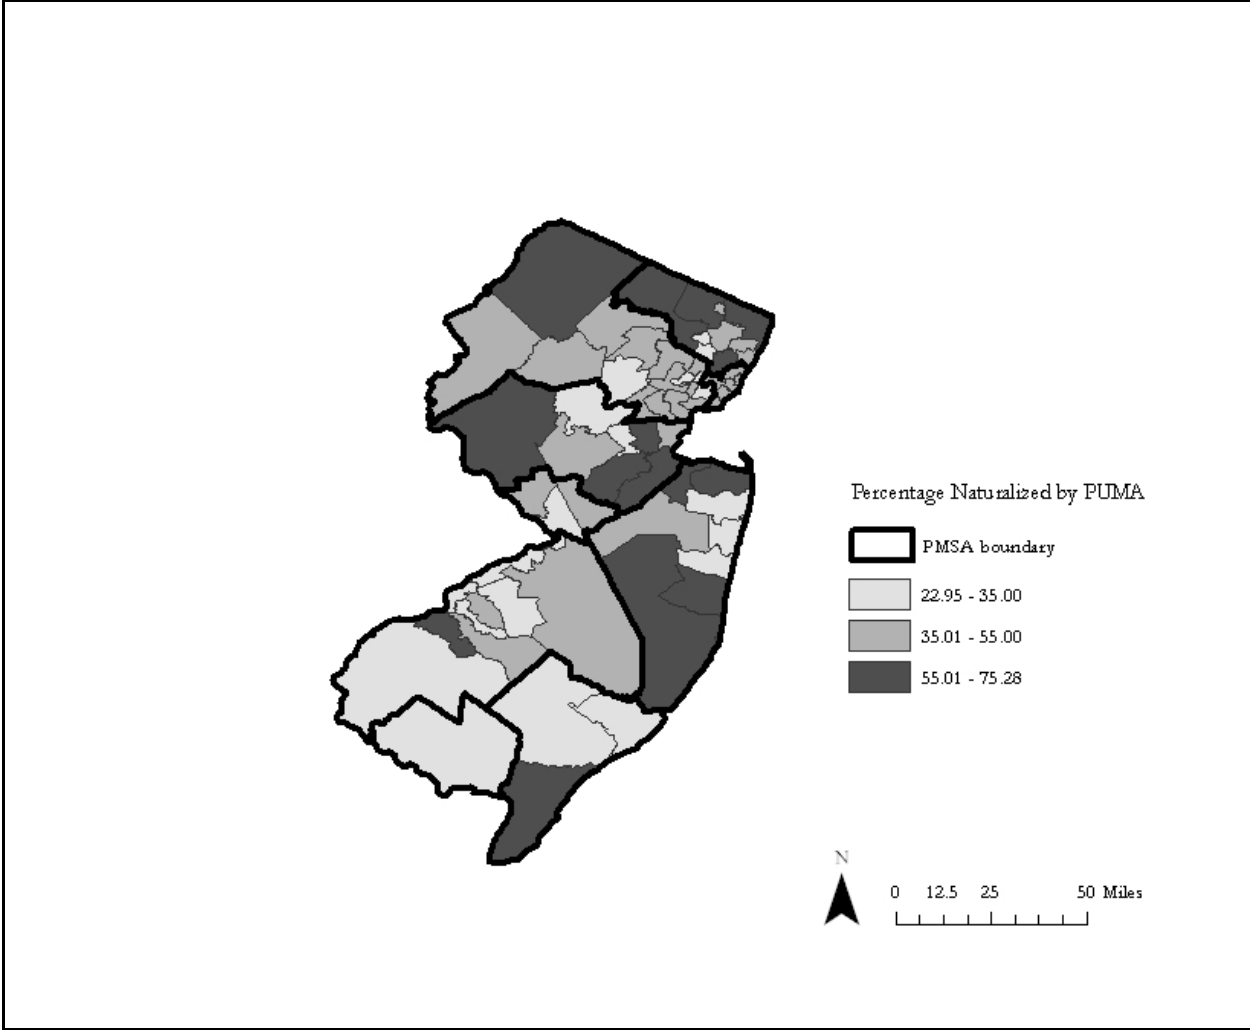 Percentage Naturalized by PUMA
PMSA boundary
22.95 - 35.00
35.01 - 55.00
55.01 - 75.28
N
0 12.5 25 50 Miles